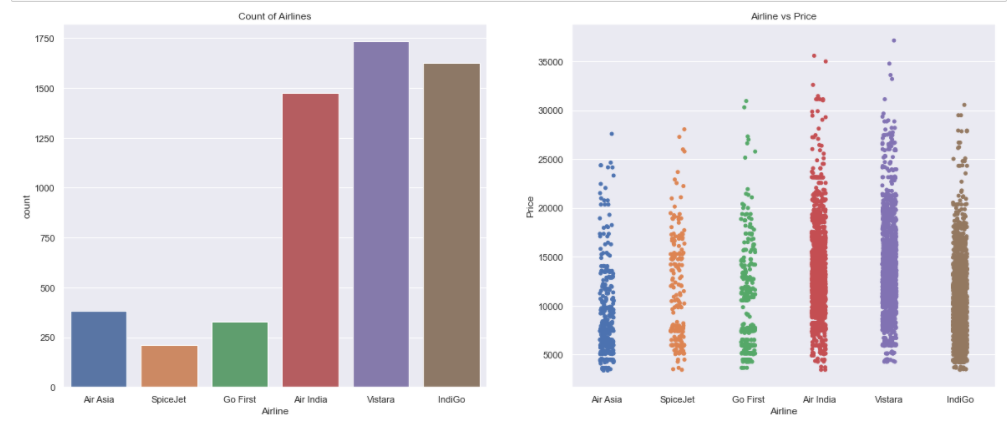 Count of Airlines
1750
1500
1250
1000
750
500
250
0
count
Air Asia SpiceJet Go First Air India Vistara IndiGo
Airline
Airline vs Price
35000
30000
25000
20000
15000
10000
5000
Price
Air Asia SpiceJet Go First Air India Vistara IndiGo
Airline